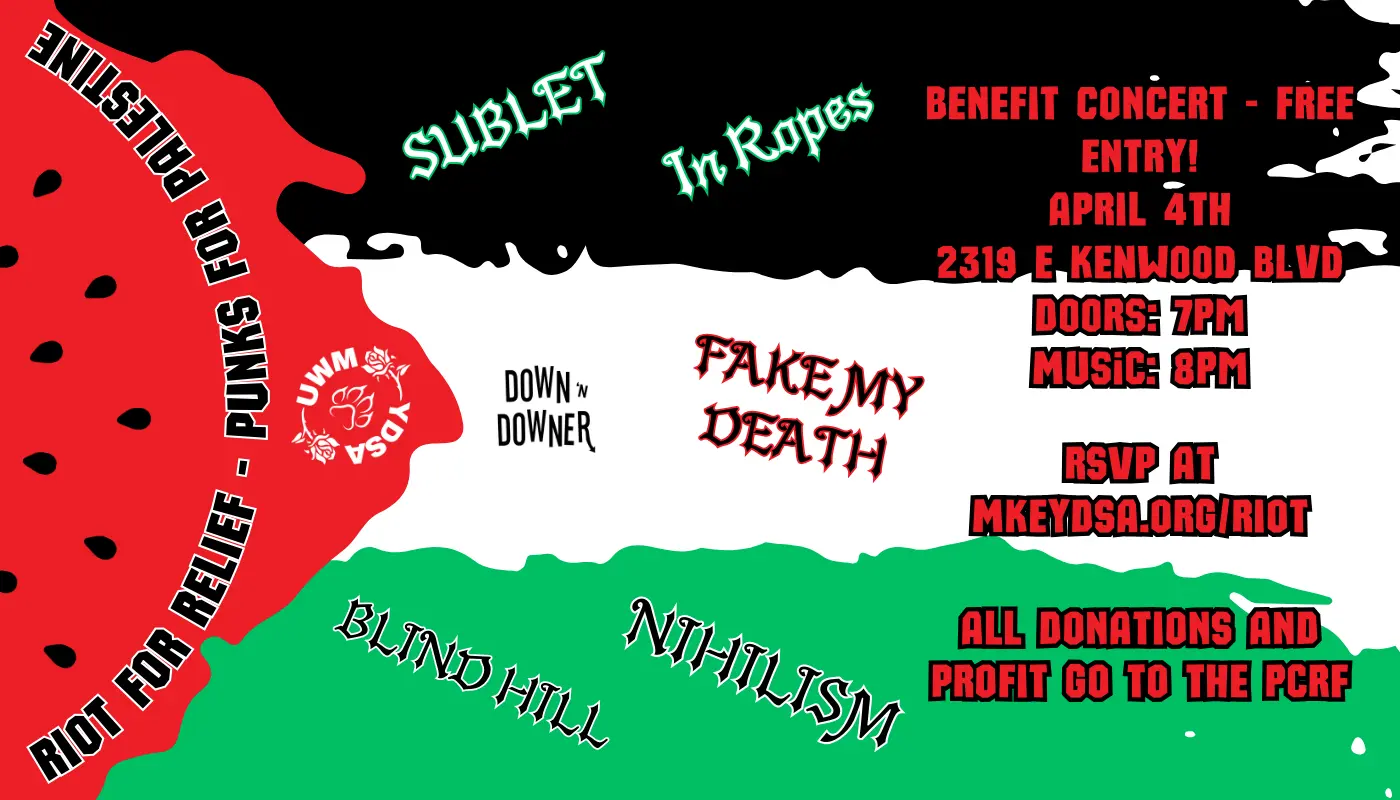 RIOT FOR RELIEF - PUNKS FOR PALESTINE
SUBLET
In Ropes
UWM
YDSA
DOWN 'N
DOWNER
FAKE MY
DEATH
BLIND HILL
NIHILISM
BENEFIT CONCERT - FREE
ENTRY!
APRIL 4TH
2319 E KENWOOD BLVD
DOORS: 7PM
MUSiC: 8PM
RSVP AT
MKEYDSA.ORG/RIOT
ALL DONATIONS AND
PROFIT GO TO THE PCRF